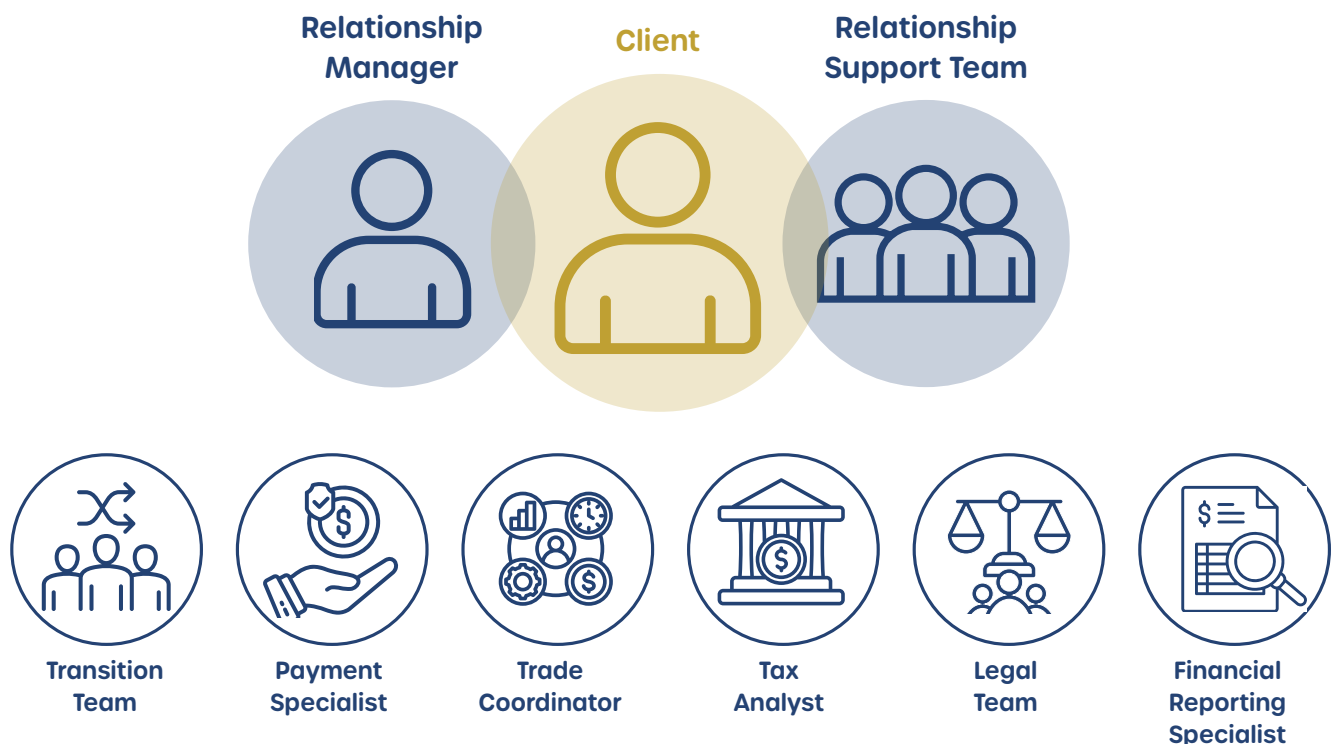 Relationship
Manager
Client
Relationship
Support Team
$
$
$
$
Transition
Team
Payment
Specialist
Trade
Coordinator
Tax
Analyst
Legal
Team
Financial
Reporting
Specialist